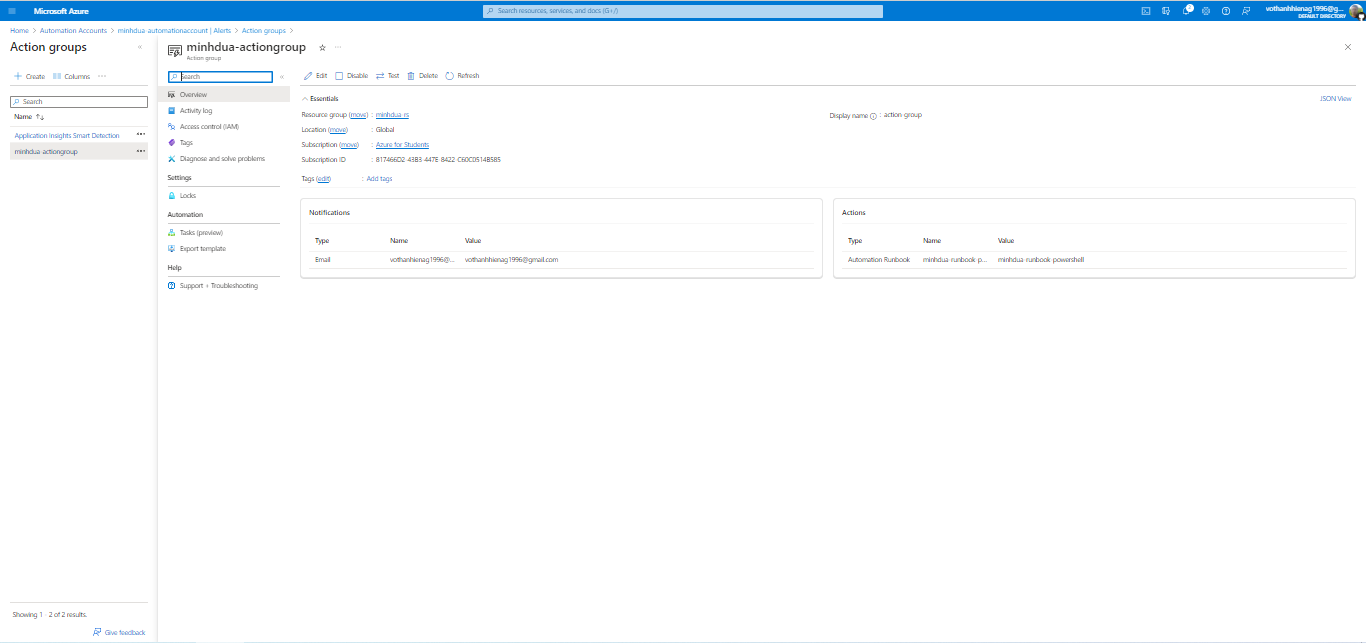 Microsoft Azure
Search resources, services, and docs (G+/)
vothanhhienag1996@g...
DEFAULT DIRECTORY
Home > Automation Accounts > minhdua-automationaccount | Alerts > Action groups >
Action groups
Create Columns
Search
Name
Application Insights Smart Detection
minhdua-actiongroup
Showing 1 - 2 of 2 results.
Give feedback
minhdua-actiongroup
Action group
Search
Overview
Activity log
Access control (IAM)
Tags
Diagnose and solve problems
Settings
Locks
Automation
Tasks (preview)
Export template
Help
Support + Troubleshooting
Edit Disable Test Delete Refresh
Essentials
JSON View
Resource group (move) : minhdua-rs
Display name : action-group
Location (move) : Global
Subscription (move) : Azure for Students
Subscription ID : 817466D2-43B3-447E-8422-C60C0514B585
Tags (edit) : Add tags
Notifications
Type Name Value
Email vothanhhienag1996@... vothanhhienag1996@gmail.com
Actions
Type Name Value
Automation Runbook minhdua-runbook-p... minhdua-runbook-powershell